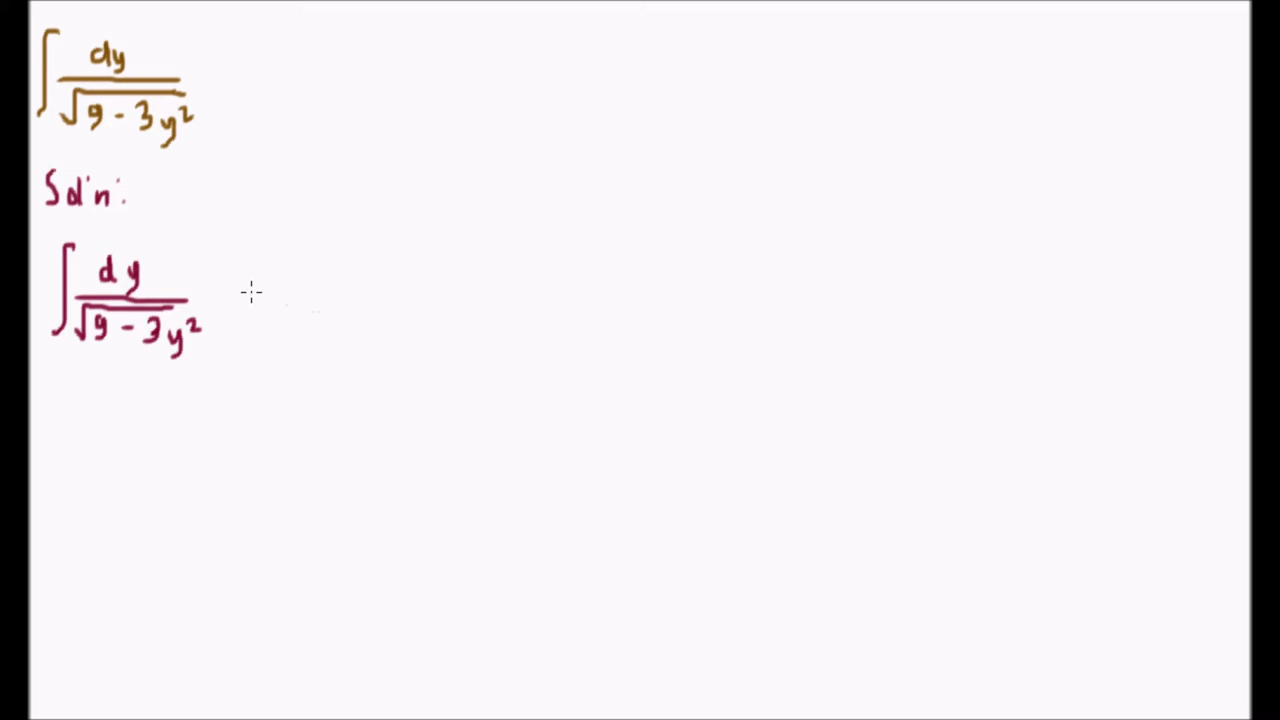 ∫ dy / √(9 - 3y²)
Sol'n:
∫ dy / √(9 - 3y²)